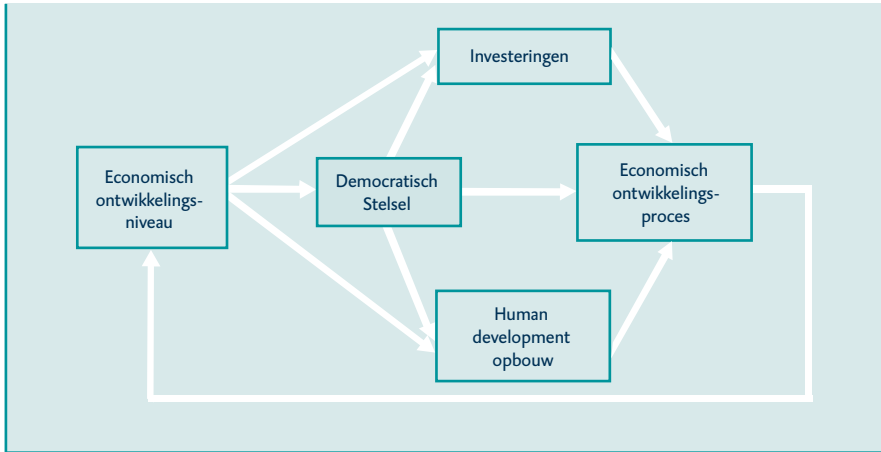 Investeringen
Economisch
ontwikkelings-
niveau
Democratisch
Stelsel
Economisch
ontwikkelings-
proces
Human
development
opbouw